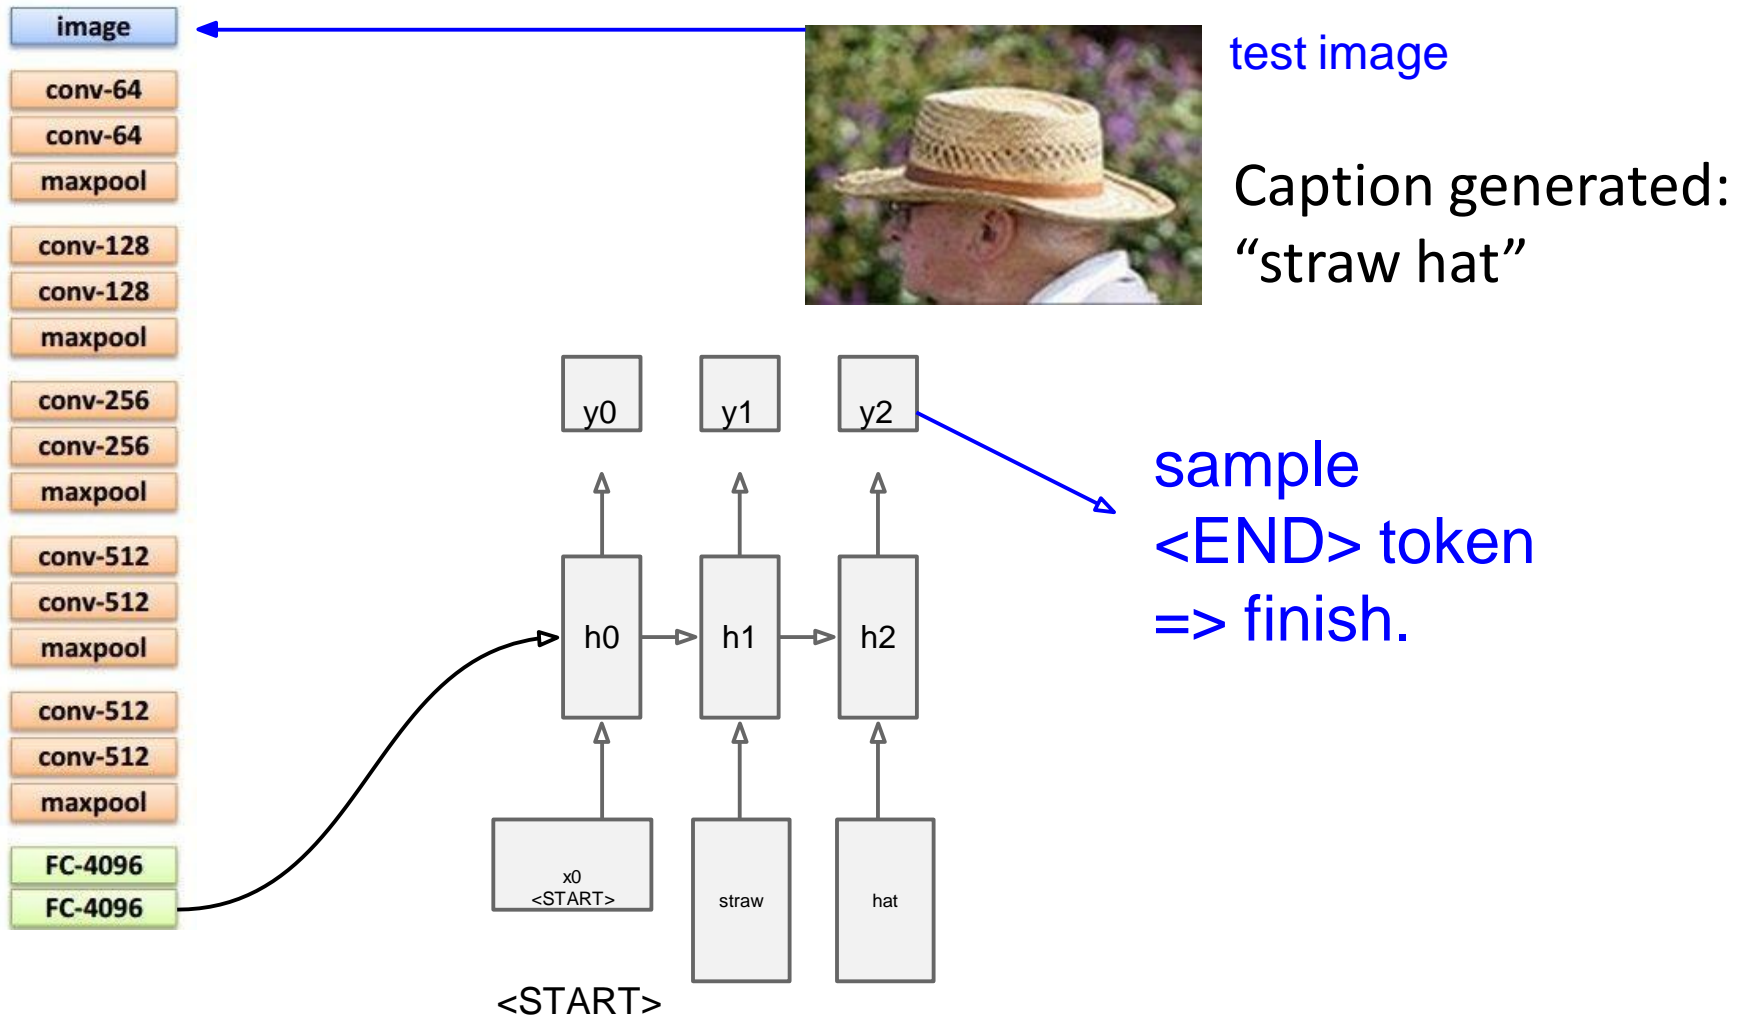 image
conv-64
conv-64
maxpool
conv-128
conv-128
maxpool
conv-256
conv-256
maxpool
conv-512
conv-512
maxpool
conv-512
conv-512
maxpool
FC-4096
FC-4096
test image
Caption generated:
“straw hat”
y0 y1 y2
sample
<END> token
=> finish.
h0 h1 h2
x0
<START>
straw
hat
<START>